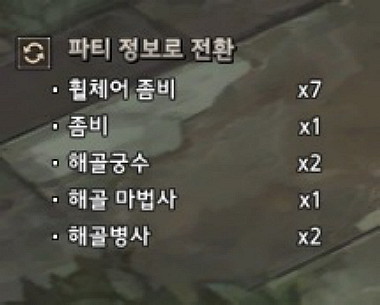 파티 정보로 전환
· 휠체어 좀비 x7
· 좀비 x1
· 해골궁수 x2
· 해골 마법사 x1
· 해골병사 x2